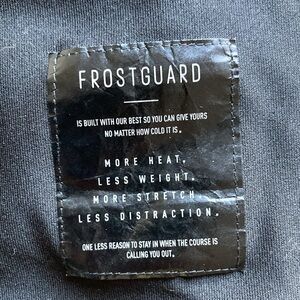 FROSTGUARD
IS BUILT WITH OUR BEST SO YOU CAN GIVE YOURS
NO MATTER HOW COLD IT IS.
MORE HEAT.
LESS WEIGHT.
MORE STRETCH.
LESS DISTRACTION.
ONE LESS REASON TO STAY IN WHEN THE COURSE IS
CALLING YOU OUT.